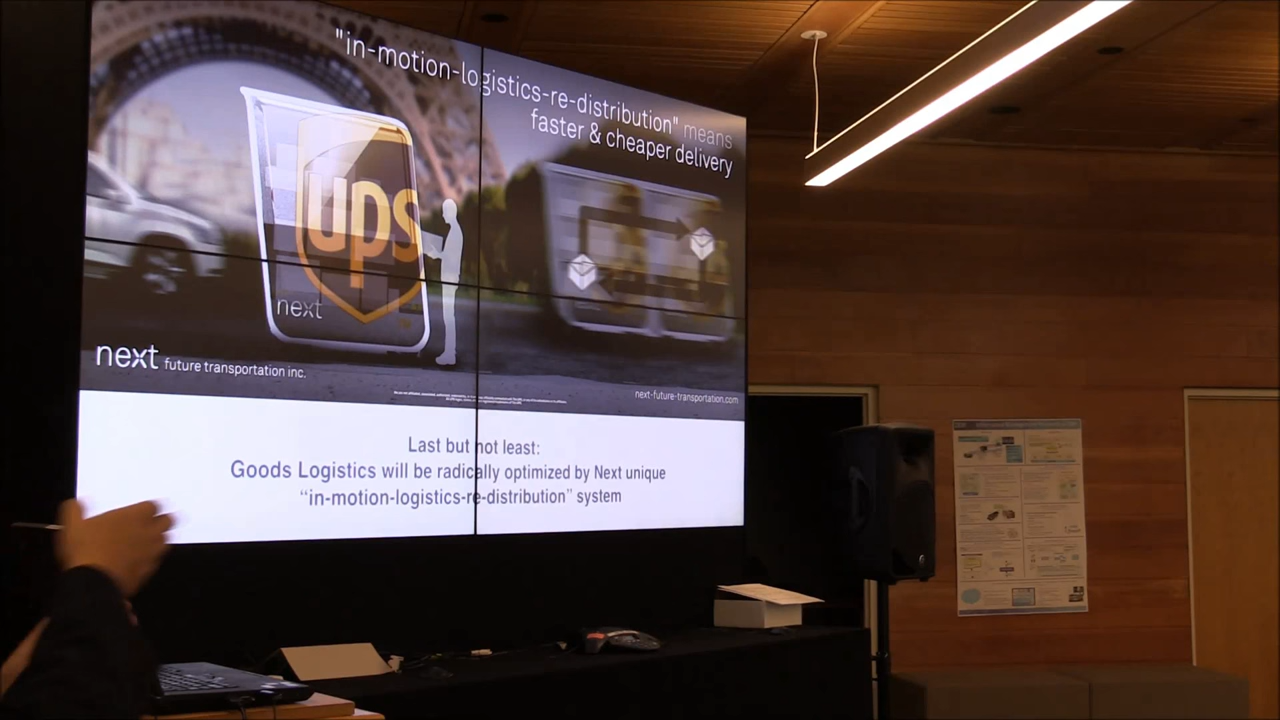 "in-motion-logistics-re-distribution" means
faster & cheaper delivery
ups
next
next future transportation inc.
next-future-transportation.com
Last but not least:
Goods Logistics will be radically optimized by Next unique
“in-motion-logistics-re-distribution” system